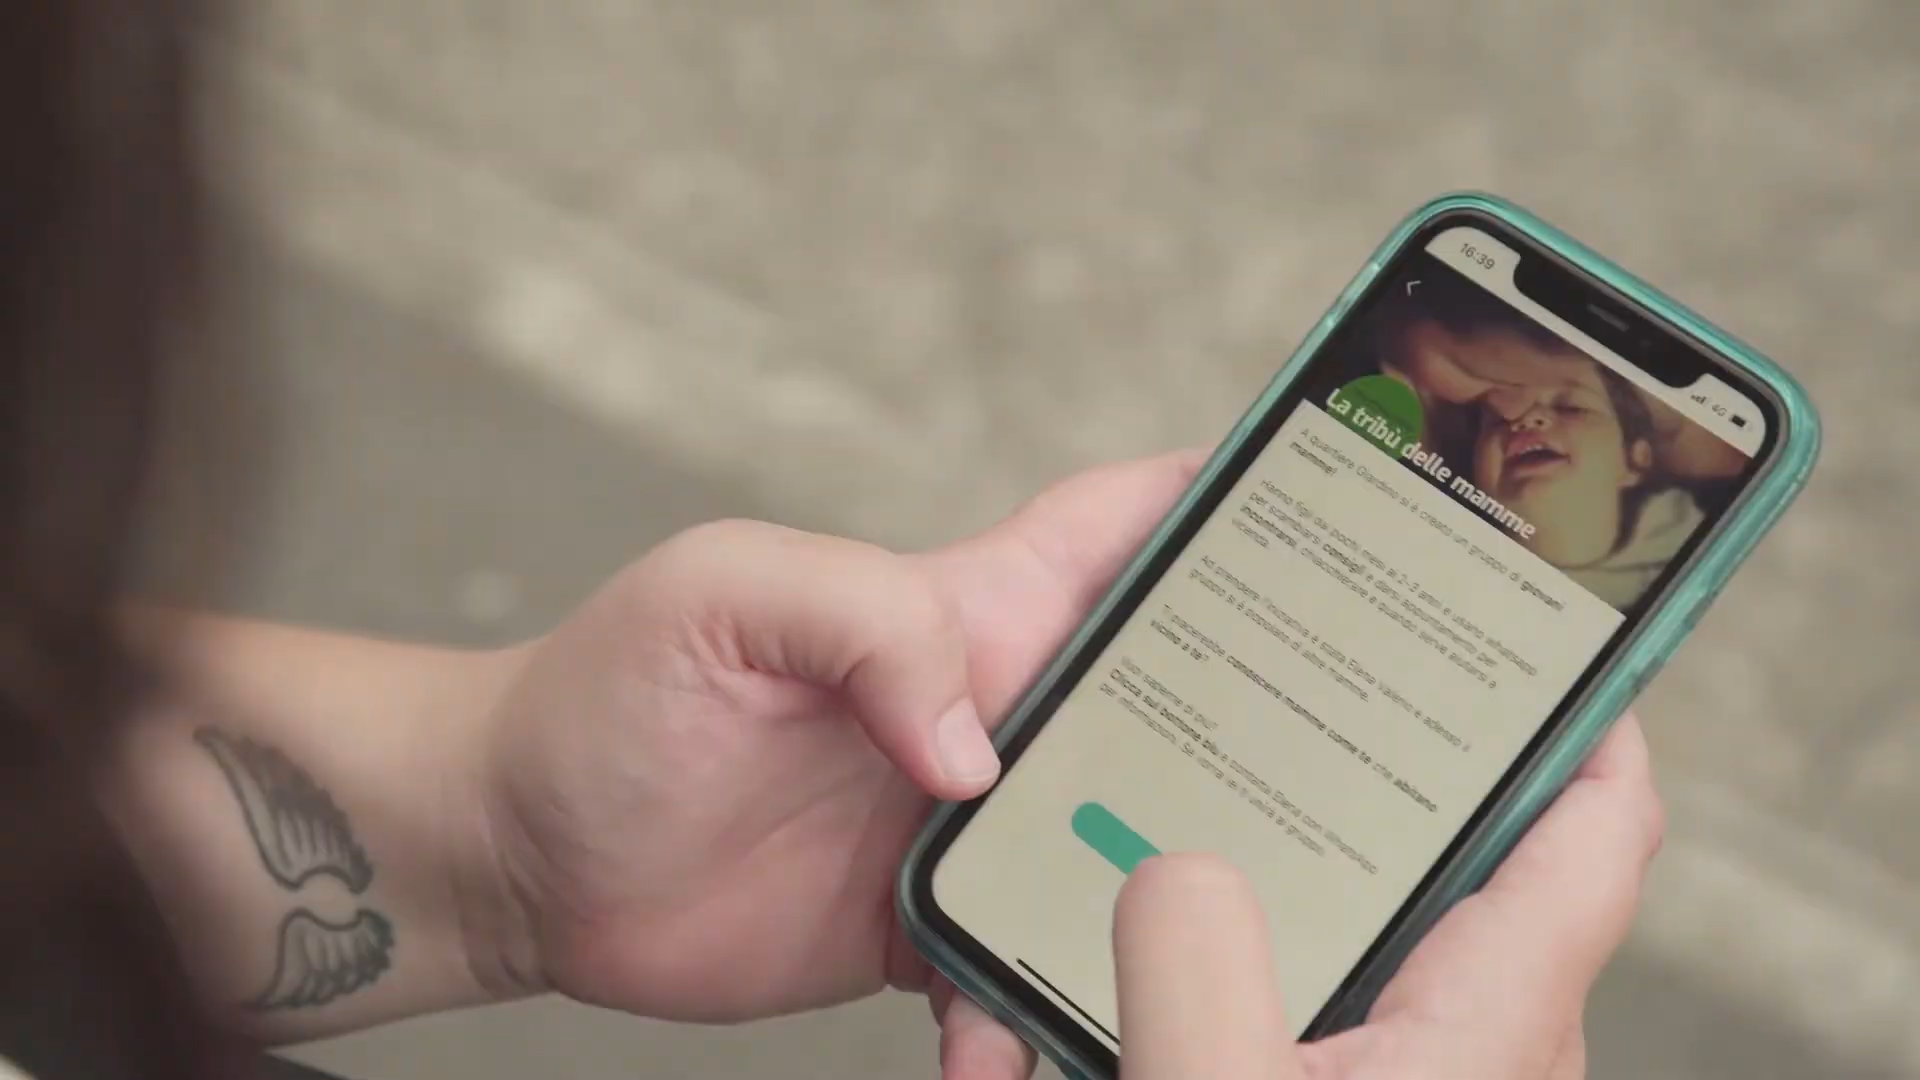 16:39
4G
La tribù delle mamme
A quartiere Giardino si è creato un gruppo di giovani
mamme!
Hanno figli dai pochi mesi ai 2-3 anni e usano whatsapp
per scambiarsi consigli e darsi appuntamento per
incontrarsi, chiacchierare e quando serve aiutarsi a
vicenda.
Ad prendere l'iniziativa è stata Elena Valerio e adesso il
gruppo si è popolato di altre mamme.
Ti piacerebbe conoscere mamme come te che abitano
vicino a te?
Vuoi saperne di più?
Clicca sul bottone blu e contatta Elena con WhatsApp
per informazioni. Se vorrai lei ti unirà al gruppo.